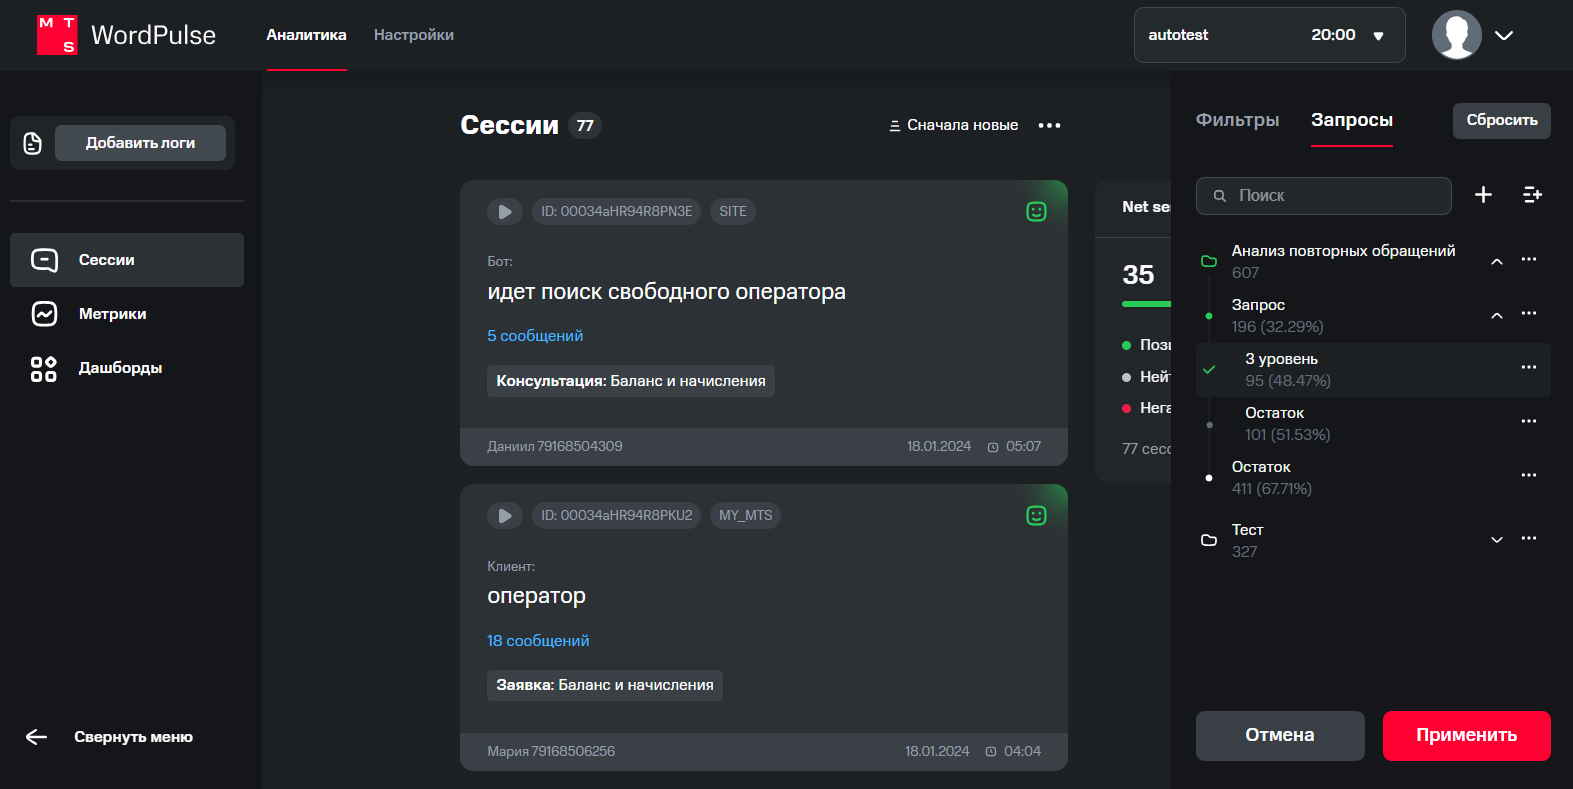 MTS WordPulse
Аналитика
Настройки
autotest 20:00
Добавить логи
Сессии
Метрики
Дашборды
Свернуть меню
Сессии 77
Сначала новые
ID: 00034aHR94R8PN3E SITE
Бот:
идет поиск свободного оператора
5 сообщений
Консультация: Баланс и начисления
Даниил 79168504309 18.01.2024 05:07
ID: 00034aHR94R8PKU2 MY_MTS
Клиент:
оператор
18 сообщений
Заявка: Баланс и начисления
Мария 79168506256 18.01.2024 04:04
Net se
35
Пози
Нейт
Нега
77 сесс
Фильтры
Запросы
Сбросить
Поиск
Анализ повторных обращений
607
Запрос
196 (32.29%)
3 уровень
95 (48.47%)
Остаток
101 (51.53%)
Остаток
411 (67.71%)
Тест
327
Отмена
Применить